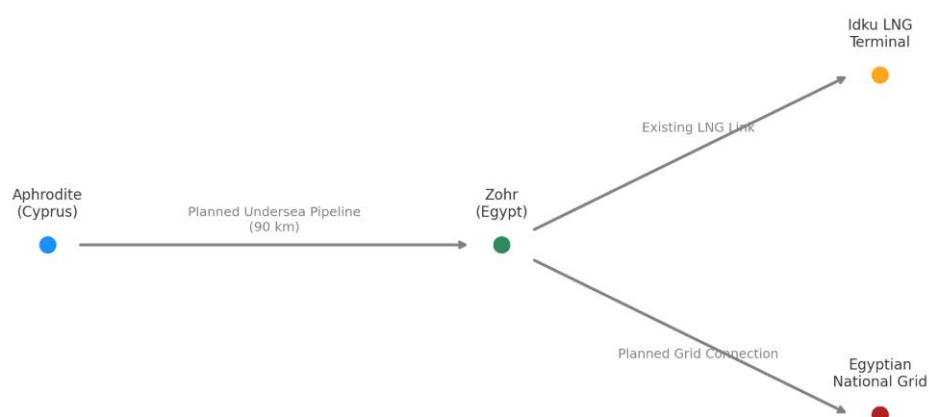 Idku LNG
Terminal
Existing LNG Link
Aphrodite
(Cyprus)
Planned Undersea Pipeline
(90 km)
Zohr
(Egypt)
Planned Grid Connection
Egyptian
National Grid